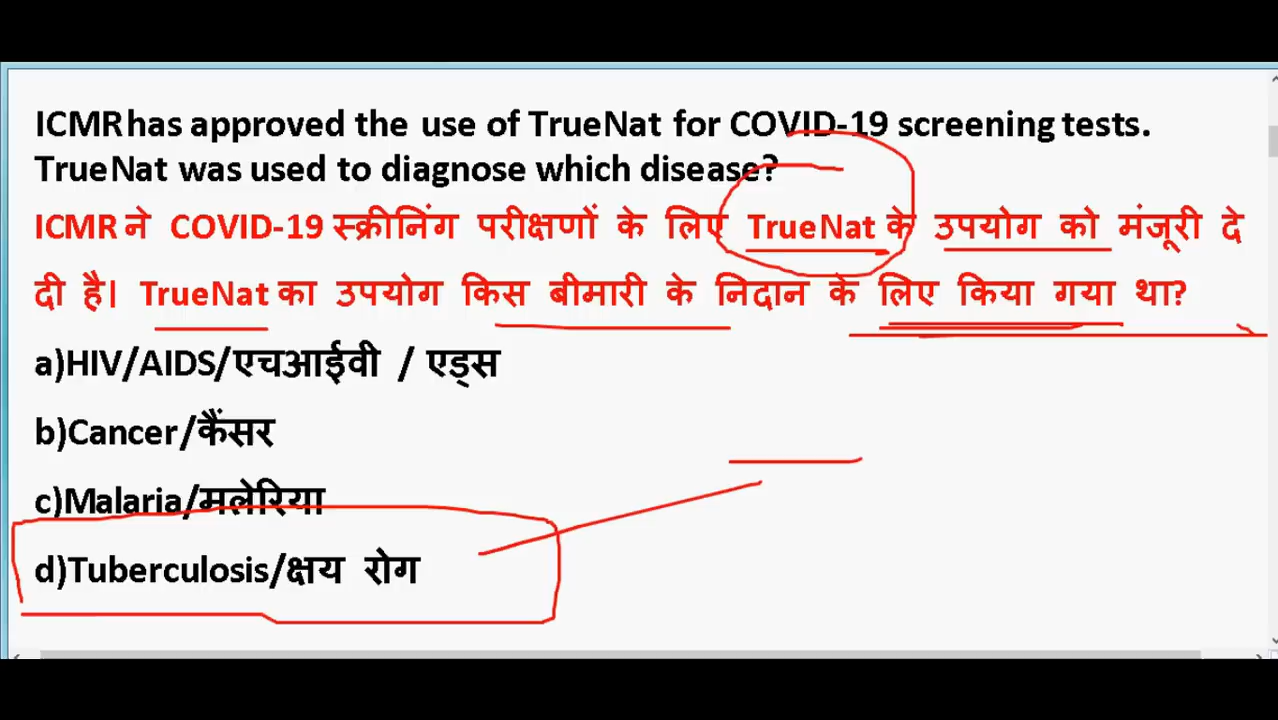 ICMR has approved the use of TrueNat for COVID-19 screening tests.
TrueNat was used to diagnose which disease?
ICMR ने COVID-19 स्क्रीनिंग परीक्षणों के लिए TrueNat के उपयोग को मंजूरी दे
दी है। TrueNat का उपयोग किस बीमारी के निदान के लिए किया गया था?
a)HIV/AIDS/एचआईवी / एड्स
b)Cancer/कैंसर
c)Malaria/मलेरिया
d)Tuberculosis/क्षय रोग